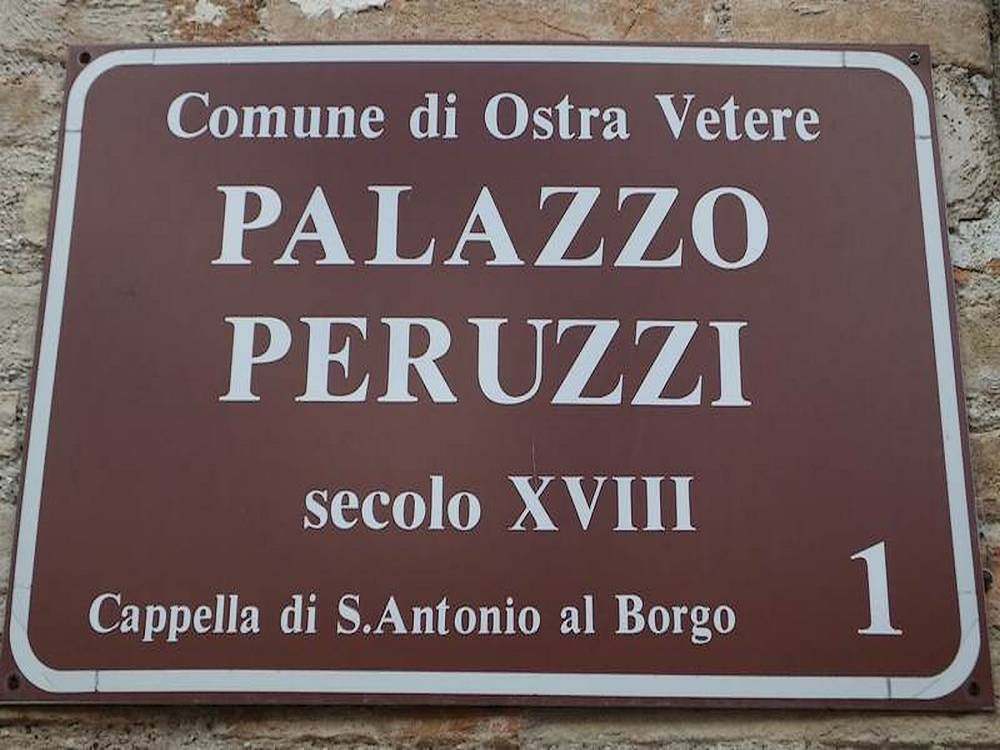 Comune di Ostra Vetere
PALAZZO
PERUZZI
secolo XVIII
Cappella di S.Antonio al Borgo
1